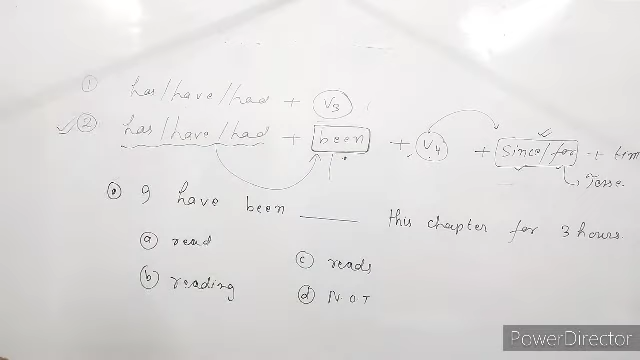 ① has/have/had + V3
② has/have/had + been + V4 + Since/for + tim
Tense
I have been ______ this chapter for 3 hours.
ⓐ read
ⓒ reads
ⓑ reading
ⓓ NOT
PowerDirector